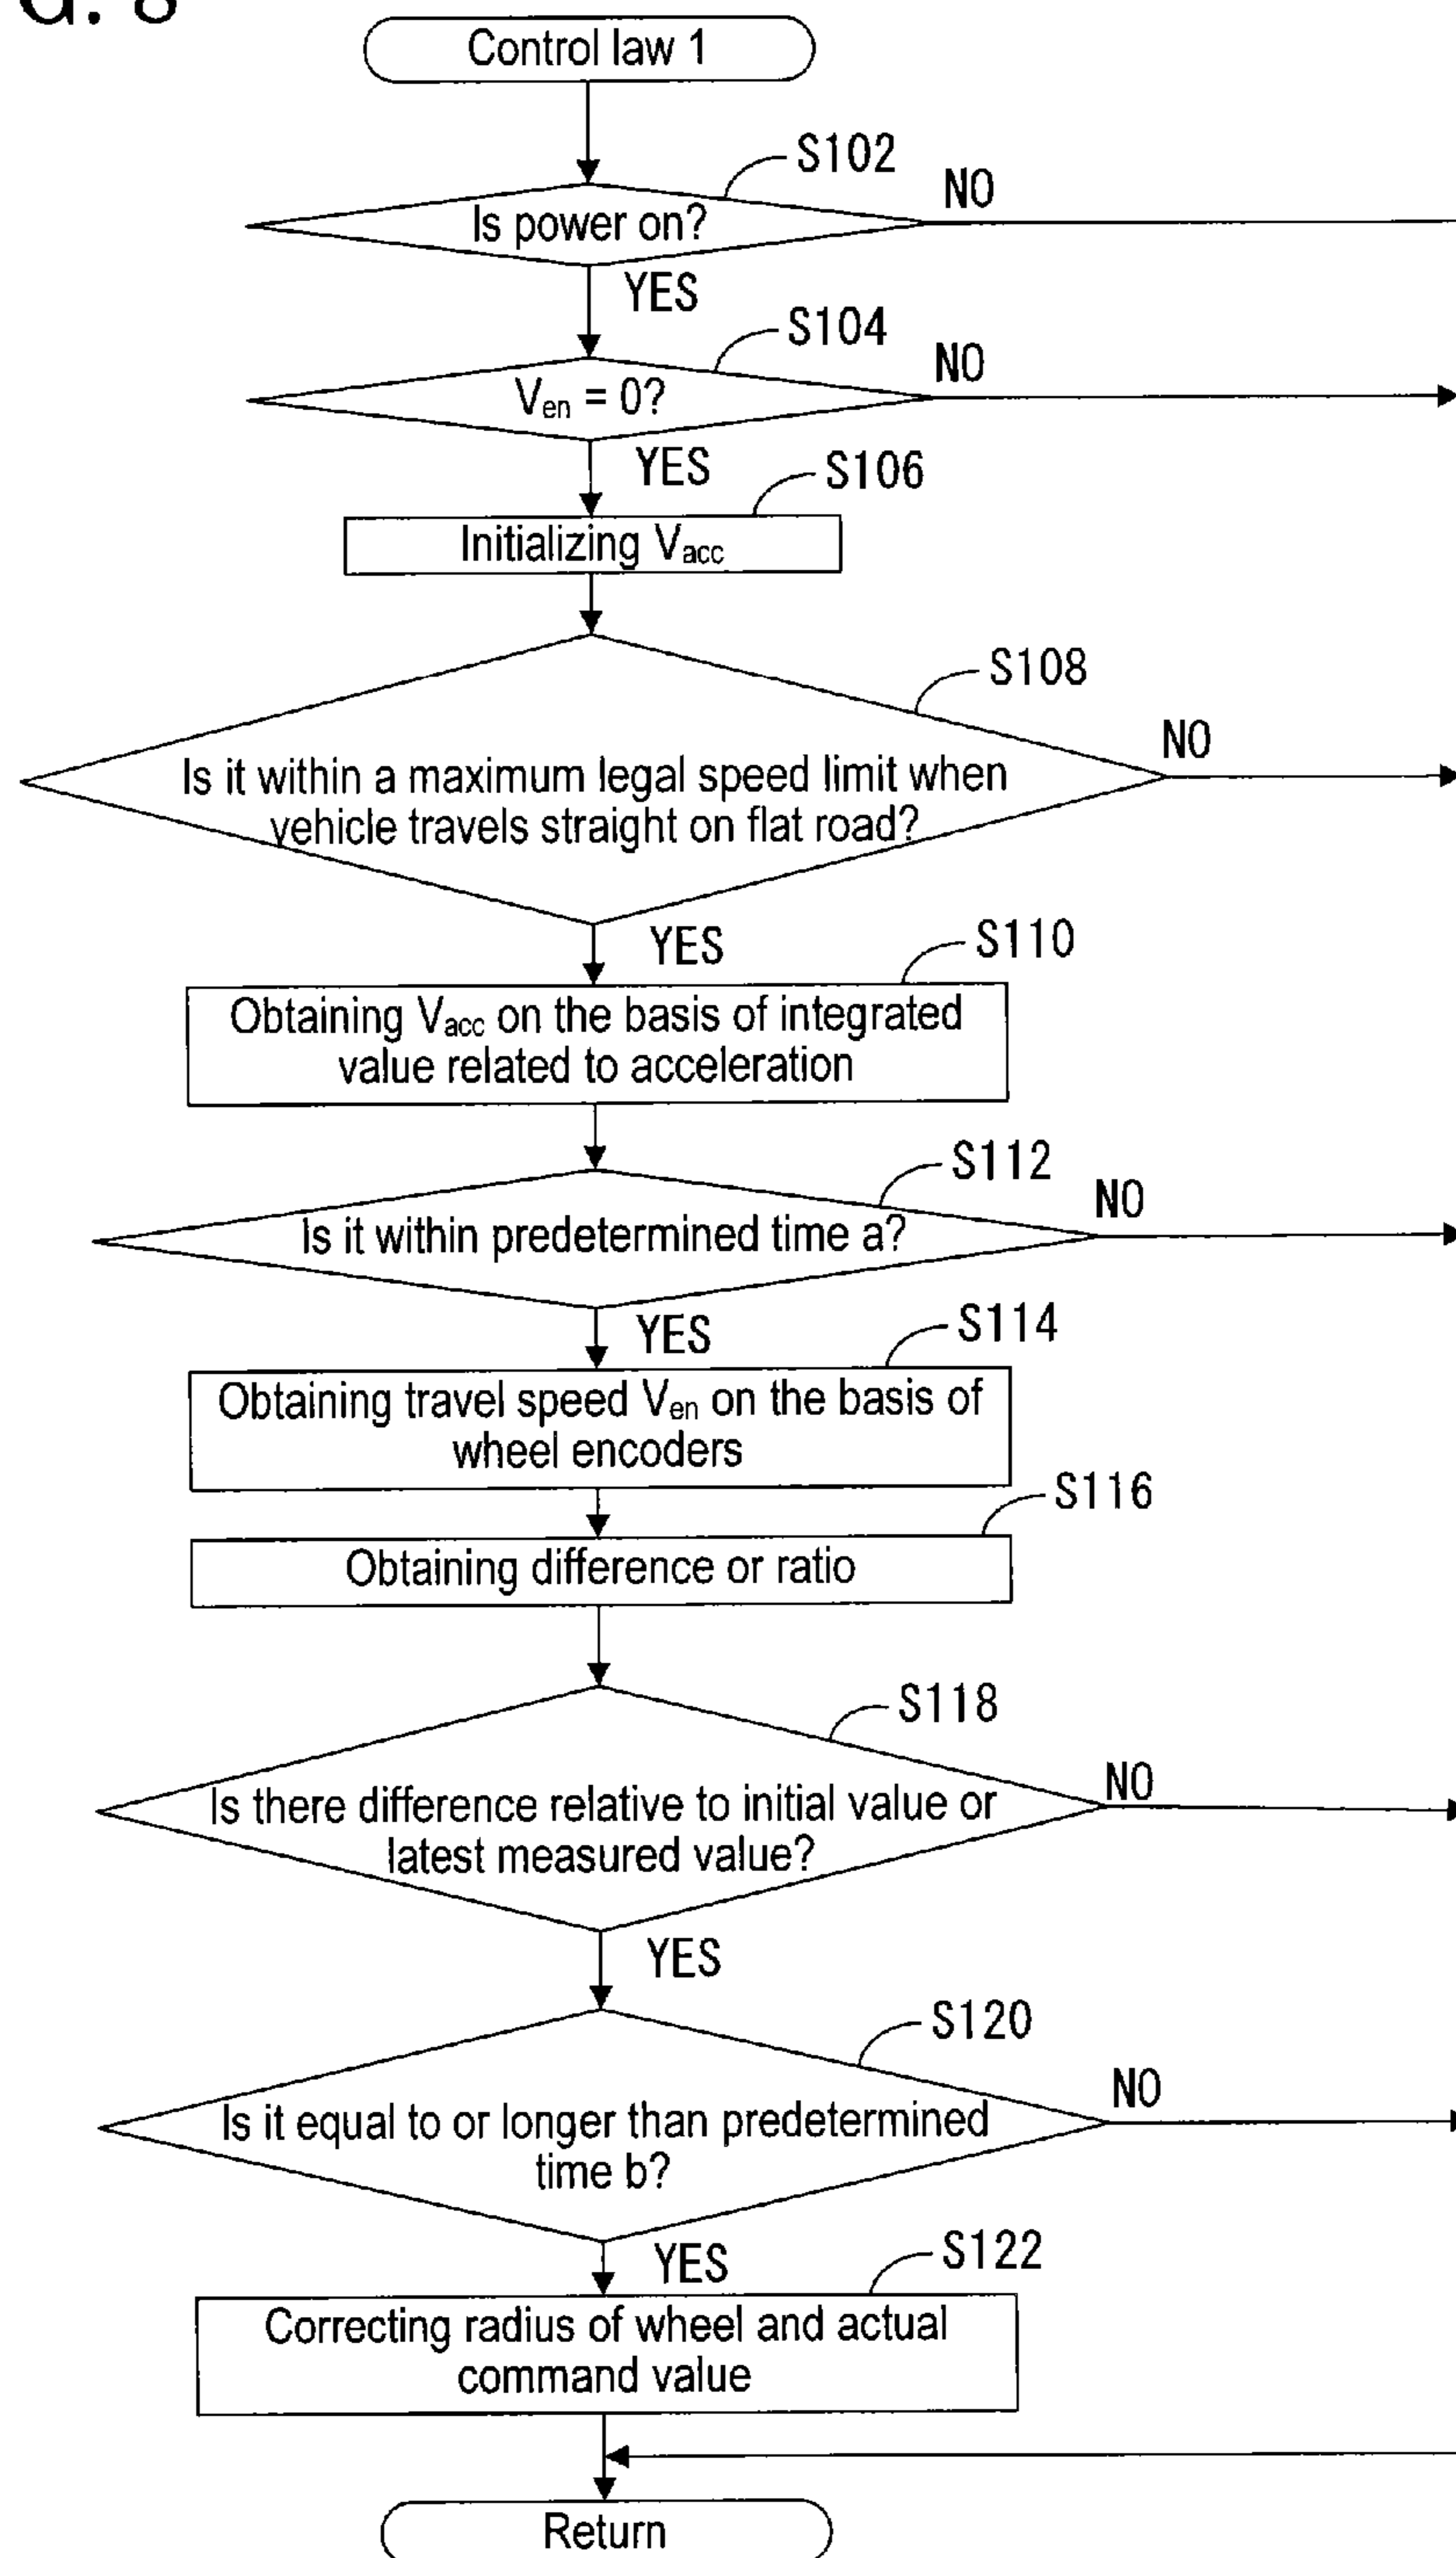 G. 8
Control law 1
S102
NO
Is power on?
YES
S104
NO
Ven = 0?
YES
S106
Initializing Vacc
S108
NO
Is it within a maximum legal speed limit when
vehicle travels straight on flat road?
YES
S110
Obtaining Vacc on the basis of integrated
value related to acceleration
S112
NO
Is it within predetermined time a?
YES
S114
Obtaining travel speed Ven on the basis of
wheel encoders
S116
Obtaining difference or ratio
S118
NO
Is there difference relative to initial value or
latest measured value?
YES
S120
NO
Is it equal to or longer than predetermined
time b?
YES
S122
Correcting radius of wheel and actual
command value
Return